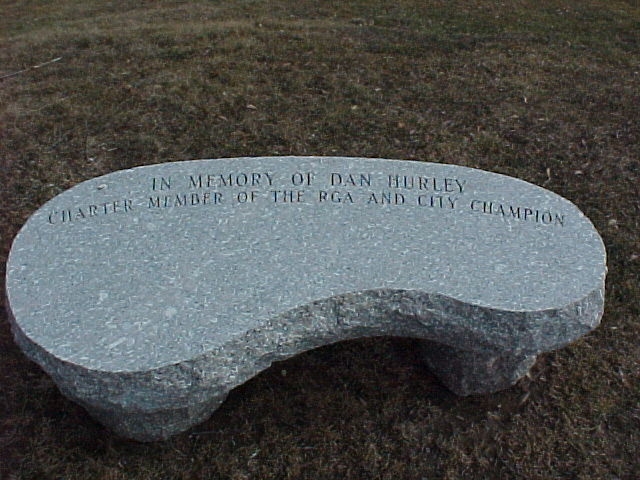 IN MEMORY OF DAN HURLEY
CHARTER MEMBER OF THE RGA AND CITY CHAMPION